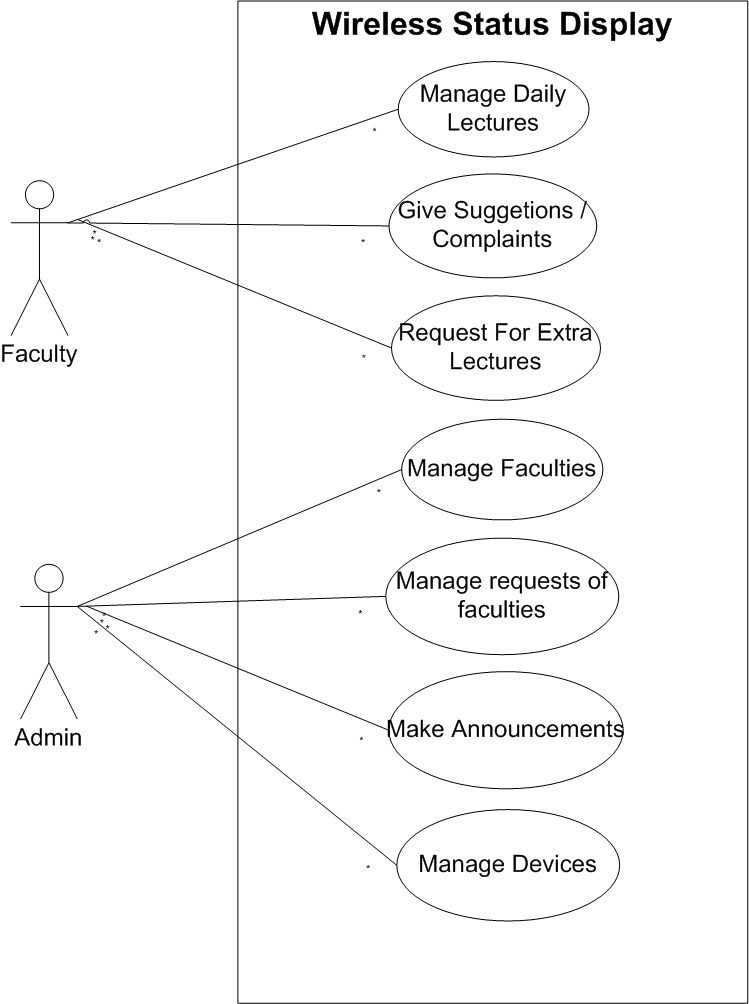 Wireless Status Display
Manage Daily
Lectures
Give Suggetions /
Complaints
Request For Extra
Lectures
Faculty
Manage Faculties
Manage requests of
faculties
Admin
Make Announcements
Manage Devices